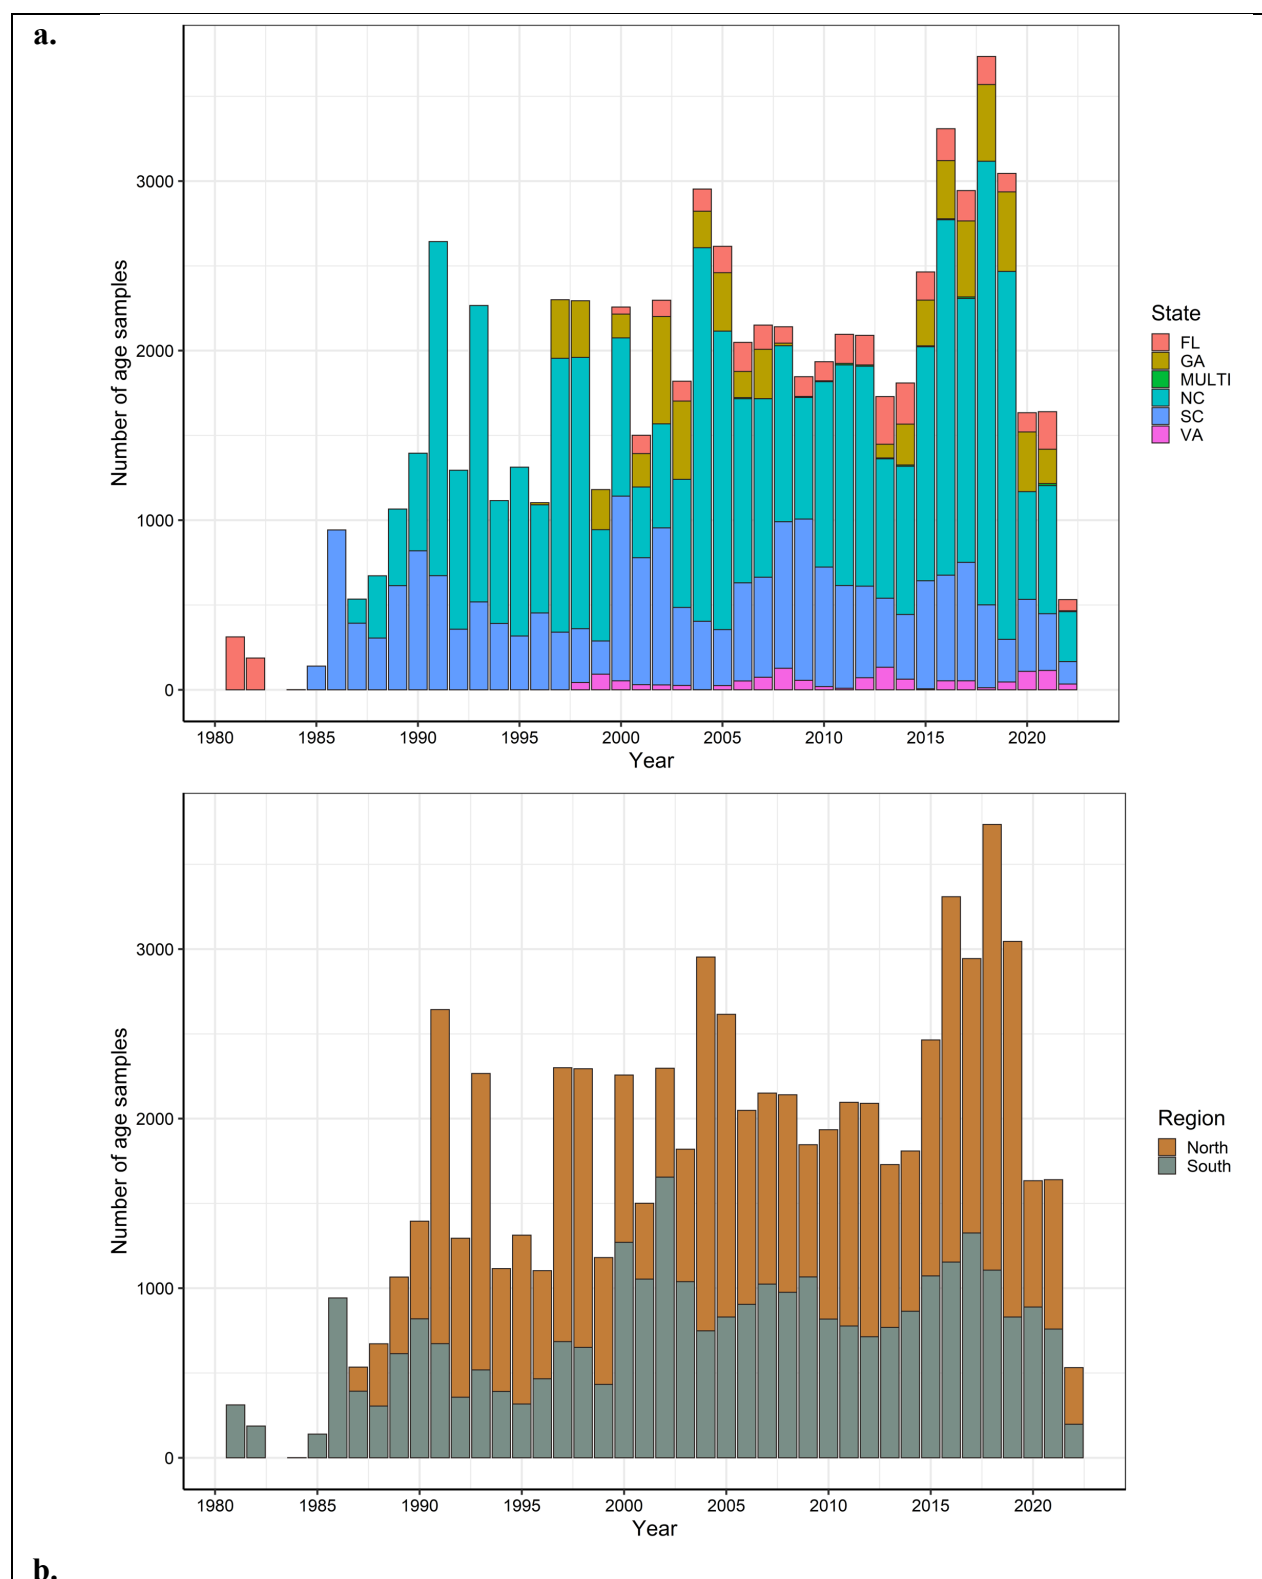 a.
Number of age samples
3000
2000
1000
0
1980 1985 1990 1995 2000 2005 2010 2015 2020
Year
State
FL
GA
MULTI
NC
SC
VA
Number of age samples
3000
2000
1000
0
1980 1985 1990 1995 2000 2005 2010 2015 2020
Year
Region
North
South
b.